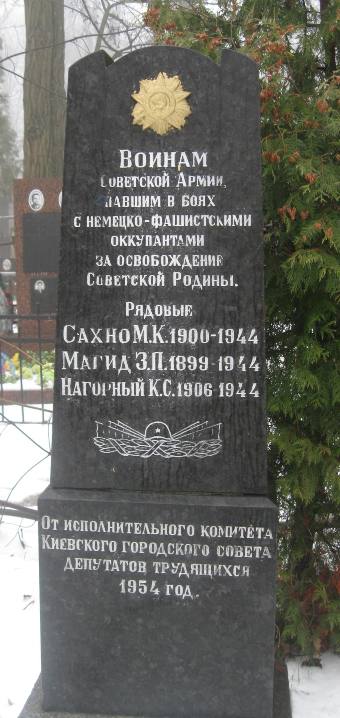 Воинам
Советской Армии,
павшим в боях
с немецко-фашистскими
оккупантами
за освобождение
Советской Родины.
Рядовые
Сахно М.К. 1900-1944
Магид З.П. 1899-1944
Нагорный К.С. 1906-1944
От исполнительного комитета
Киевского городского совета
депутатов трудящихся
1954 год.